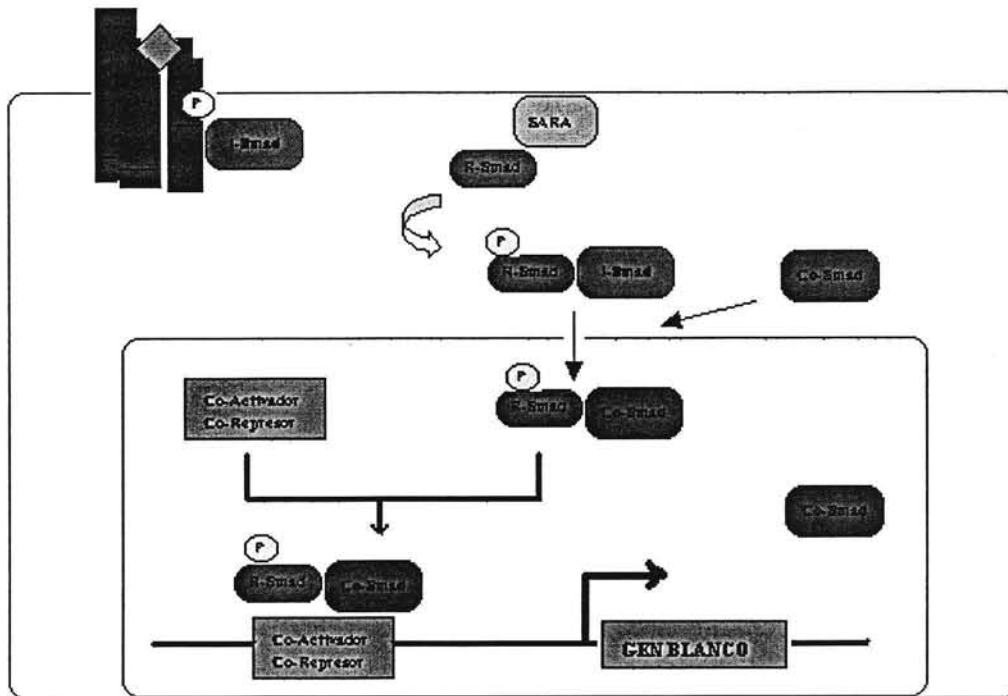 P
I-Smad
SARA
R-Smad
P
R-Smad
I-Smad
Co-Smad
P
R-Smad
Co-Smad
Co-Activador
Co-Represor
Co-Smad
P
R-Smad
Co-Smad
Co-Activador
Co-Represor
GEN BLANCO